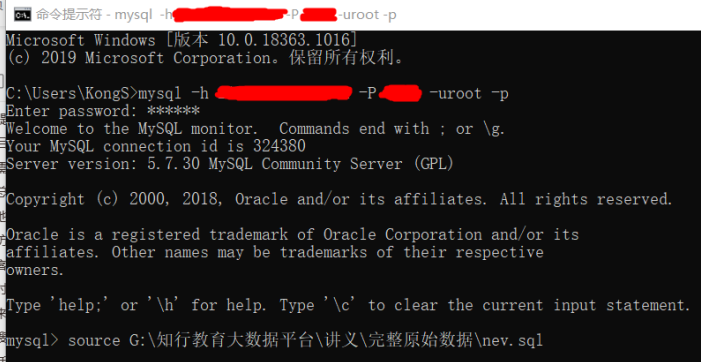 命令提示符 - mysql -h -P -uroot -p
Microsoft Windows [版本 10.0.18363.1016]
(c) 2019 Microsoft Corporation。保留所有权利。
C:\Users\KongS>mysql -h -P -uroot -p
Enter password: ******
Welcome to the MySQL monitor.  Commands end with ; or \g.
Your MySQL connection id is 324380
Server version: 5.7.30 MySQL Community Server (GPL)
Copyright (c) 2000, 2018, Oracle and/or its affiliates. All rights reserved.
Oracle is a registered trademark of Oracle Corporation and/or its
affiliates. Other names may be trademarks of their respective
owners.
Type 'help;' or '\h' for help. Type '\c' to clear the current input statement.
mysql> source G:\知行教育大数据平台\讲义\完整原始数据\nev.sql